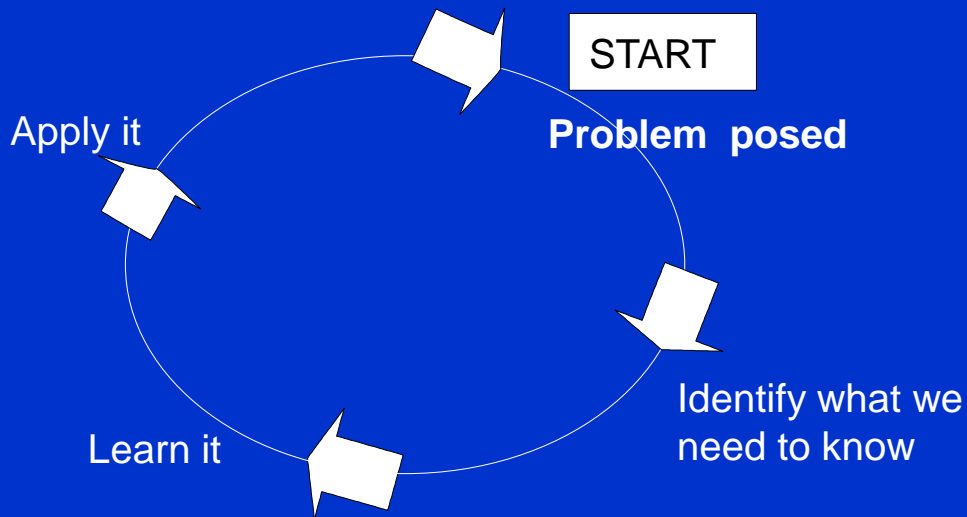 START
Problem posed
Identify what we
need to know
Learn it
Apply it